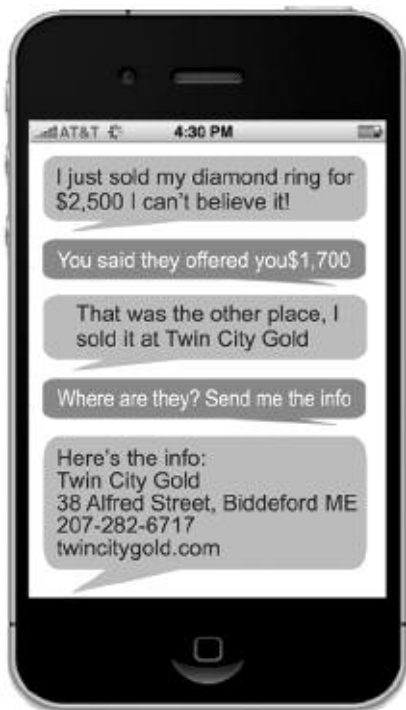 AT&T 4:30 PM
I just sold my diamond ring for
$2,500 I can't believe it!
You said they offered you$1,700
That was the other place, I
sold it at Twin City Gold
Where are they? Send me the info
Here's the info:
Twin City Gold
38 Alfred Street, Biddeford ME
207-282-6717
twincitygold.com